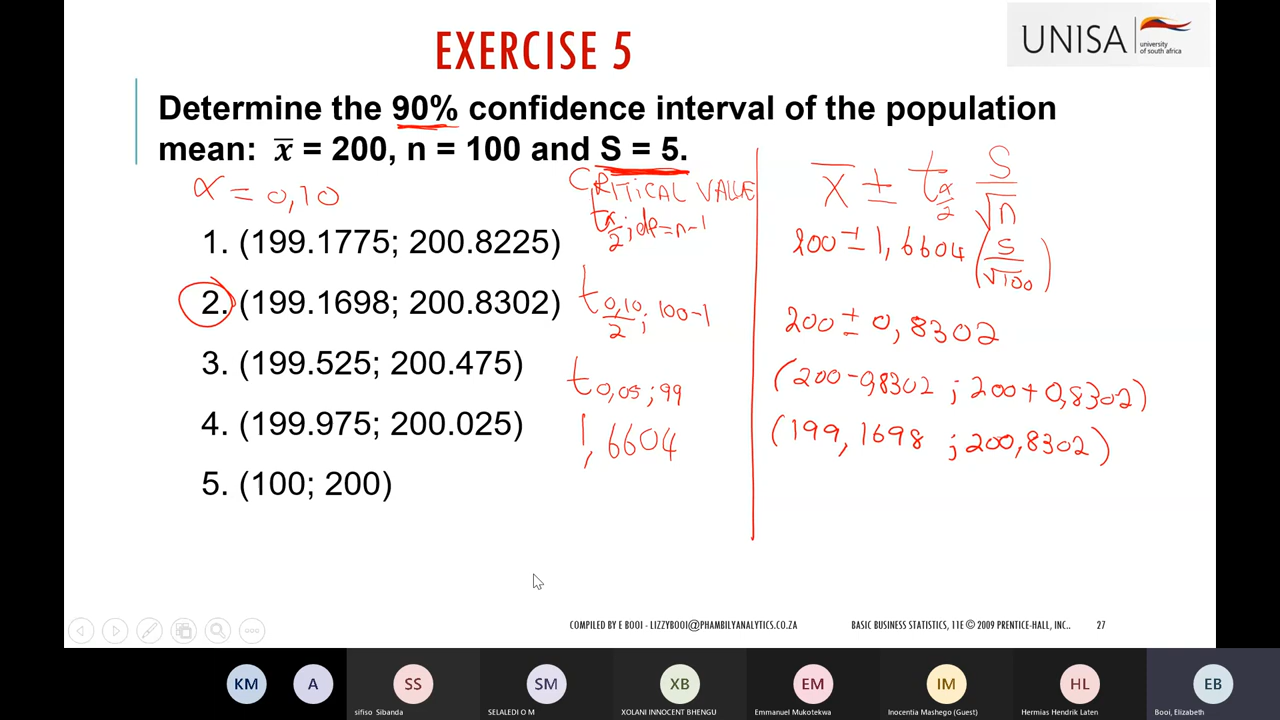 EXERCISE 5
UNISA
university
of south africa
Determine the 90% confidence interval of the population
mean: x̅ = 200, n = 100 and S = 5.
α = 0,10
1. (199.1775; 200.8225)
2. (199.1698; 200.8302)
3. (199.525; 200.475)
4. (199.975; 200.025)
5. (100; 200)
CRITICAL VALUE
t α/2 ; df = n-1
t 0,10/2 ; 100-1
t 0,05 ; 99
1,6604
X̅ ± t α/2 S/√n
200 ± 1,6604 (5/√100)
200 ± 0,8302
(200-0,8302 ; 200+0,8302)
(199,1698 ; 200,8302)
COMPILED BY E BOOI - LIZZYBOOI@PHAMBILYANALYTICS.CO.ZA
BASIC BUSINESS STATISTICS, 11E © 2009 PRENTICE-HALL, INC..
27
KM
A
SS
sifiso Sibanda
SM
SELALEDI O M
XB
XOLANI INNOCENT BHENGU
EM
Emmanuel Mukotekwa
IM
Inocentia Mashego (Guest)
HL
Hermias Hendrik Laten
EB
Booi, Elizabeth